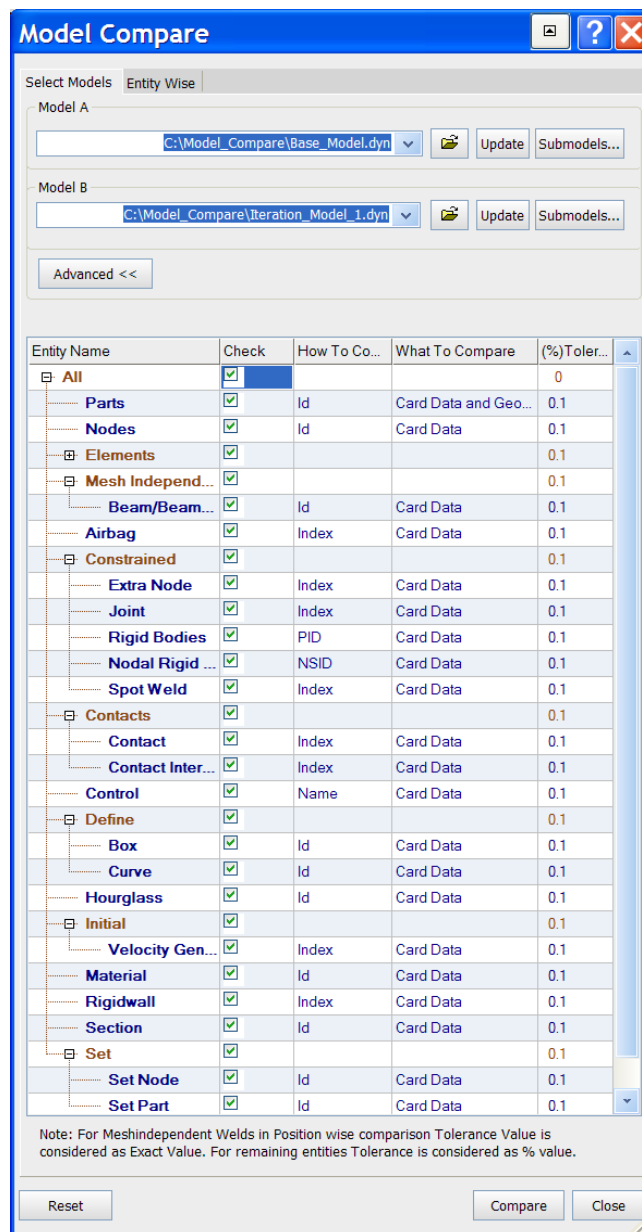 Model Compare
Select Models Entity Wise
Model A
C:\Model_Compare\Base_Model.dyn Update Submodels...
Model B
C:\Model_Compare\Iteration_Model_1.dyn Update Submodels...
Advanced <<
Entity Name Check How To Co... What To Compare (%)Toler...
All 0
Parts Id Card Data and Geo... 0.1
Nodes Id Card Data 0.1
Elements 0.1
Mesh Independ... 0.1
Beam/Beam... Id Card Data 0.1
Airbag Index Card Data 0.1
Constrained 0.1
Extra Node Index Card Data 0.1
Joint Index Card Data 0.1
Rigid Bodies PID Card Data 0.1
Nodal Rigid ... NSID Card Data 0.1
Spot Weld Index Card Data 0.1
Contacts 0.1
Contact Index Card Data 0.1
Contact Inter... Index Card Data 0.1
Control Name Card Data 0.1
Define 0.1
Box Id Card Data 0.1
Curve Id Card Data 0.1
Hourglass Id Card Data 0.1
Initial 0.1
Velocity Gen... Index Card Data 0.1
Material Id Card Data 0.1
Rigidwall Index Card Data 0.1
Section Id Card Data 0.1
Set 0.1
Set Node Id Card Data 0.1
Set Part Id Card Data 0.1
Note: For Meshindependent Welds in Position wise comparison Tolerance Value is
considered as Exact Value. For remaining entities Tolerance is considered as % value.
Reset Compare Close